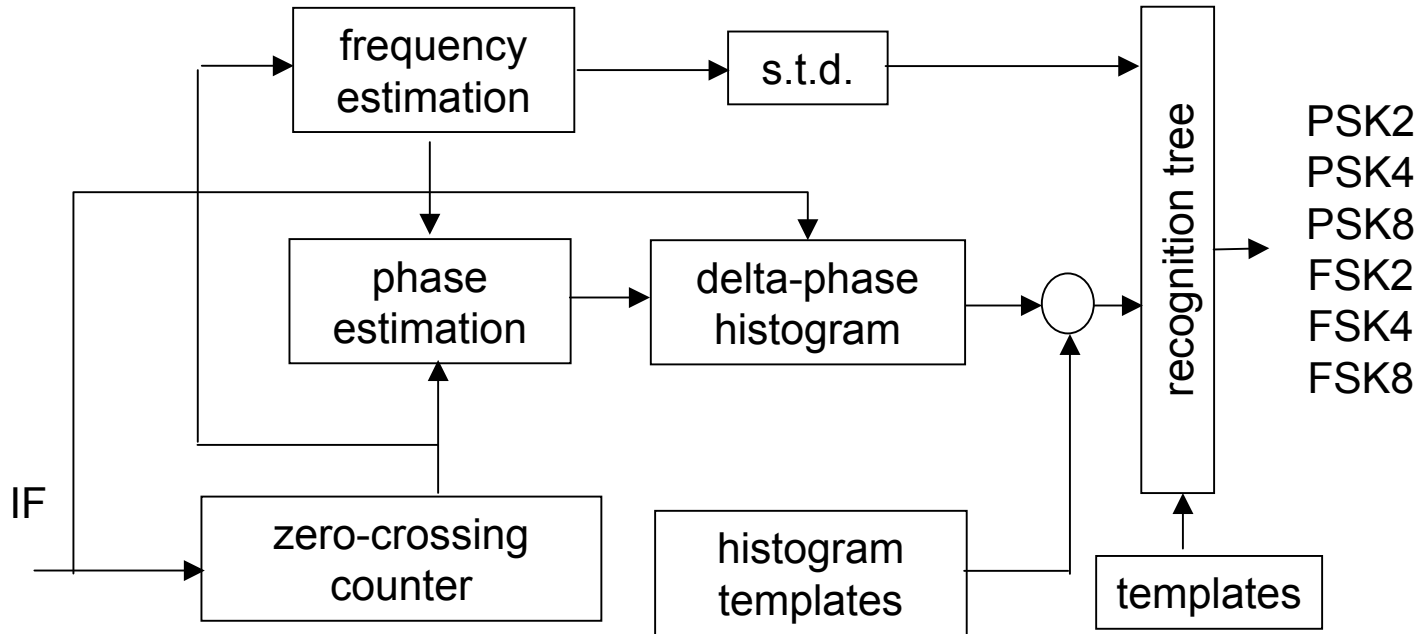 frequency
estimation
s.t.d.
recognition tree
PSK2
PSK4
PSK8
FSK2
FSK4
FSK8
phase
estimation
delta-phase
histogram
IF
zero-crossing
counter
histogram
templates
templates